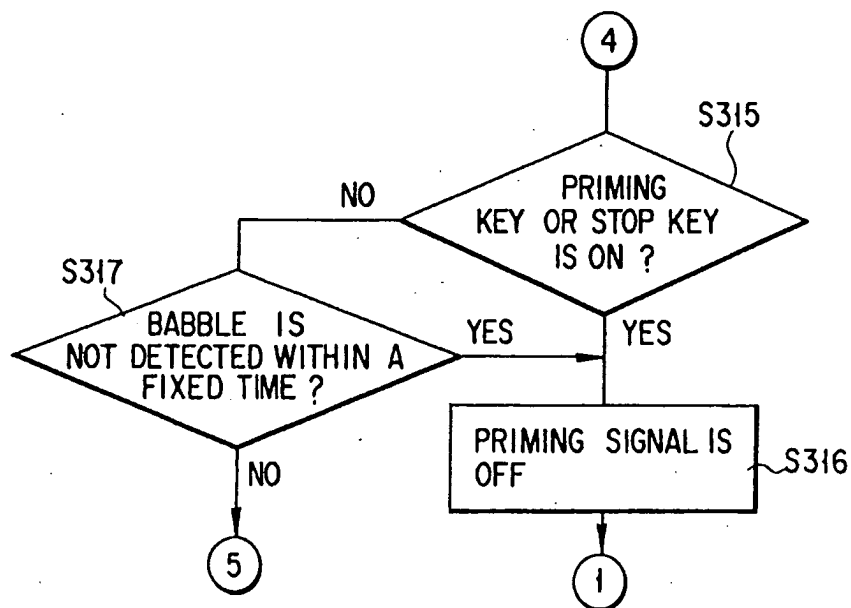 4
S315
PRIMING
KEY OR STOP KEY
IS ON ?
NO
YES
S317
BABBLE IS
NOT DETECTED WITHIN A
FIXED TIME ?
YES
NO
5
PRIMING SIGNAL IS
OFF
S316
1